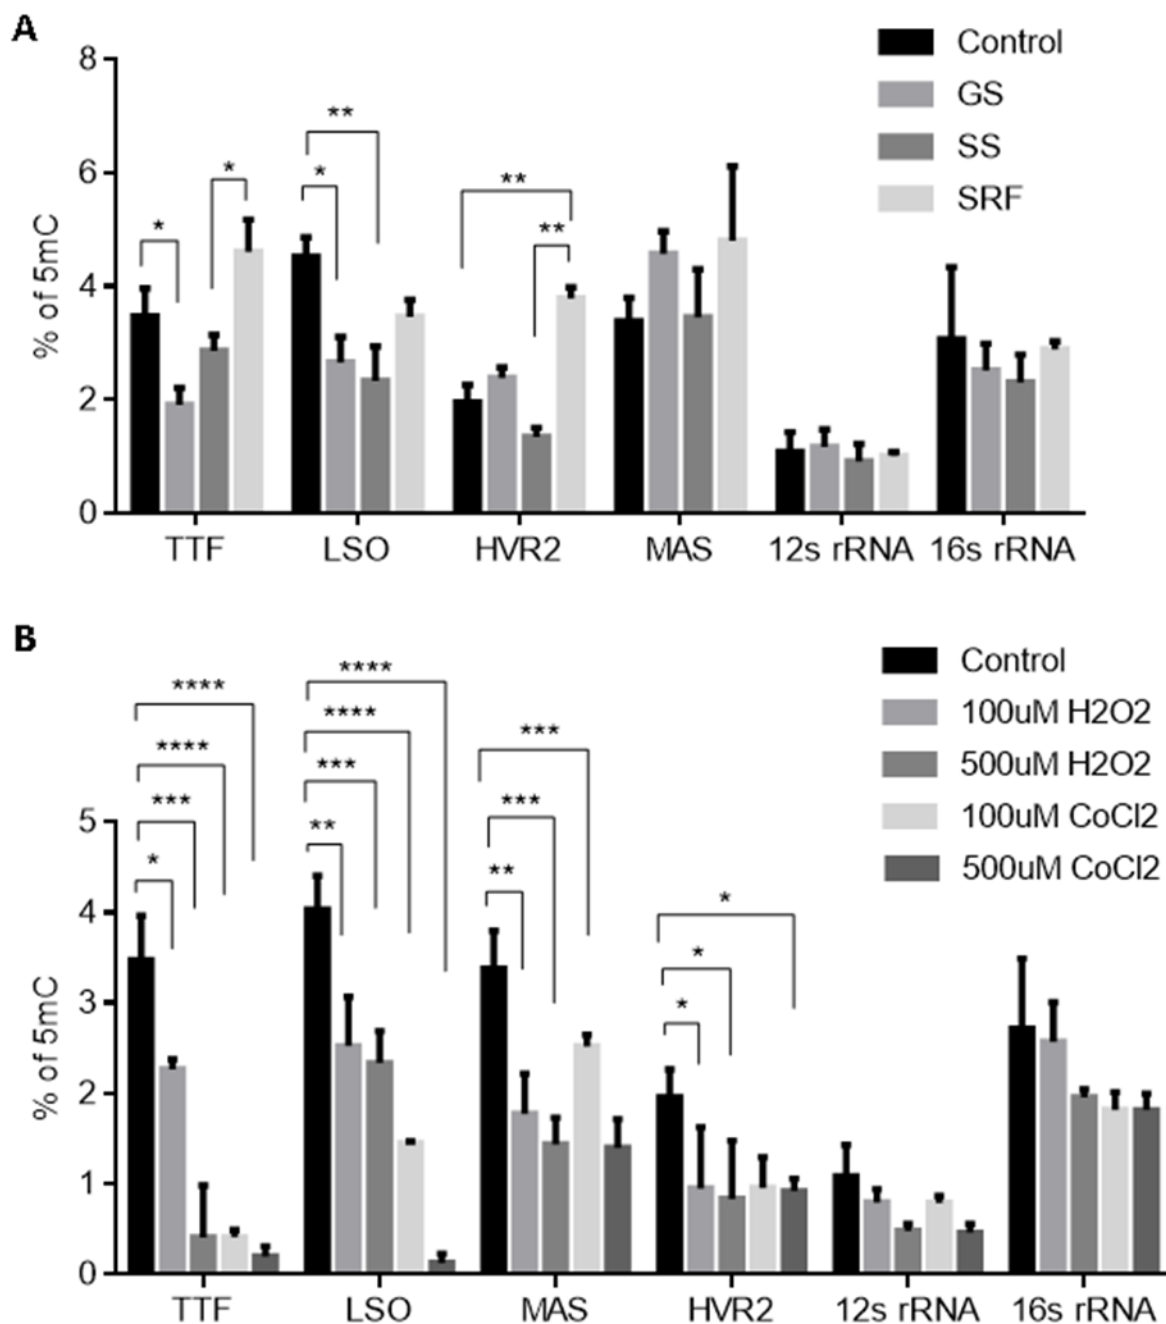 A
Control
GS
SS
SRF
% of 5mC
8
6
4
2
0
** 
* * * ** **
TTF LSO HVR2 MAS 12s rRNA 16s rRNA
B
Control
100uM H2O2
500uM H2O2
100uM CoCl2
500uM CoCl2
% of 5mC
5
4
3
2
1
0
**** **** *** *
**** **** *** **
*** *** **
* * *
TTF LSO MAS HVR2 12s rRNA 16s rRNA